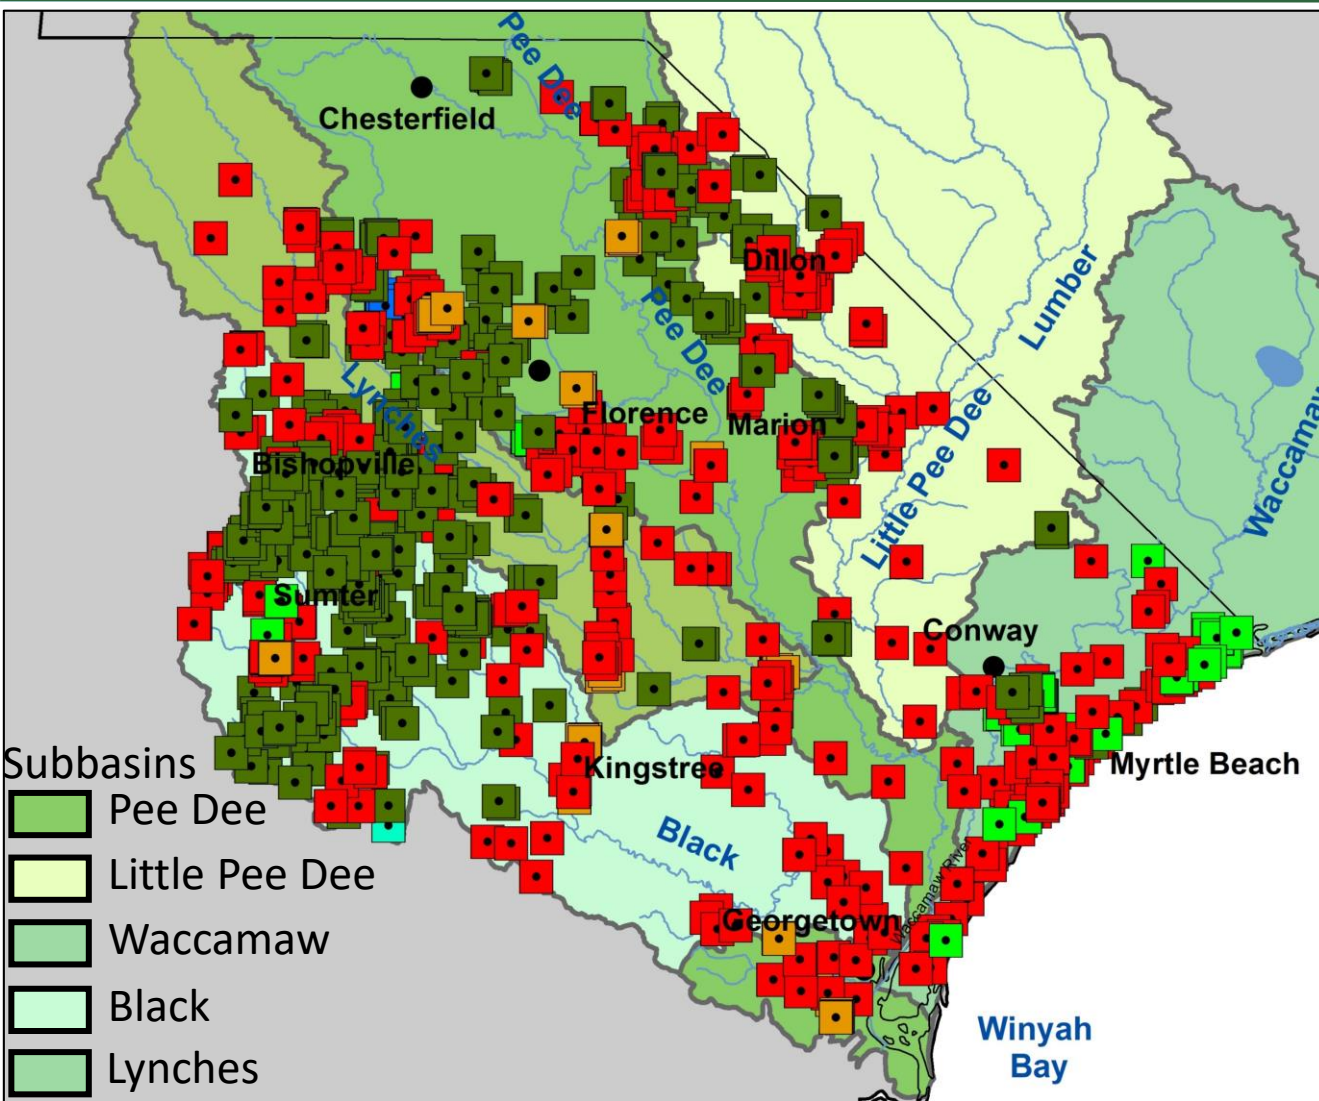 Pee Dee
Chesterfield
Dillon
Lumber
Pee Dee
Lynches
Florence
Marion
Little Pee Dee
Bishopville
Waccamaw
Sumter
Conway
Kingstree
Myrtle Beach
Black
Waccamaw River
Georgetown
Winyah
Bay
Subbasins
Pee Dee
Little Pee Dee
Waccamaw
Black
Lynches